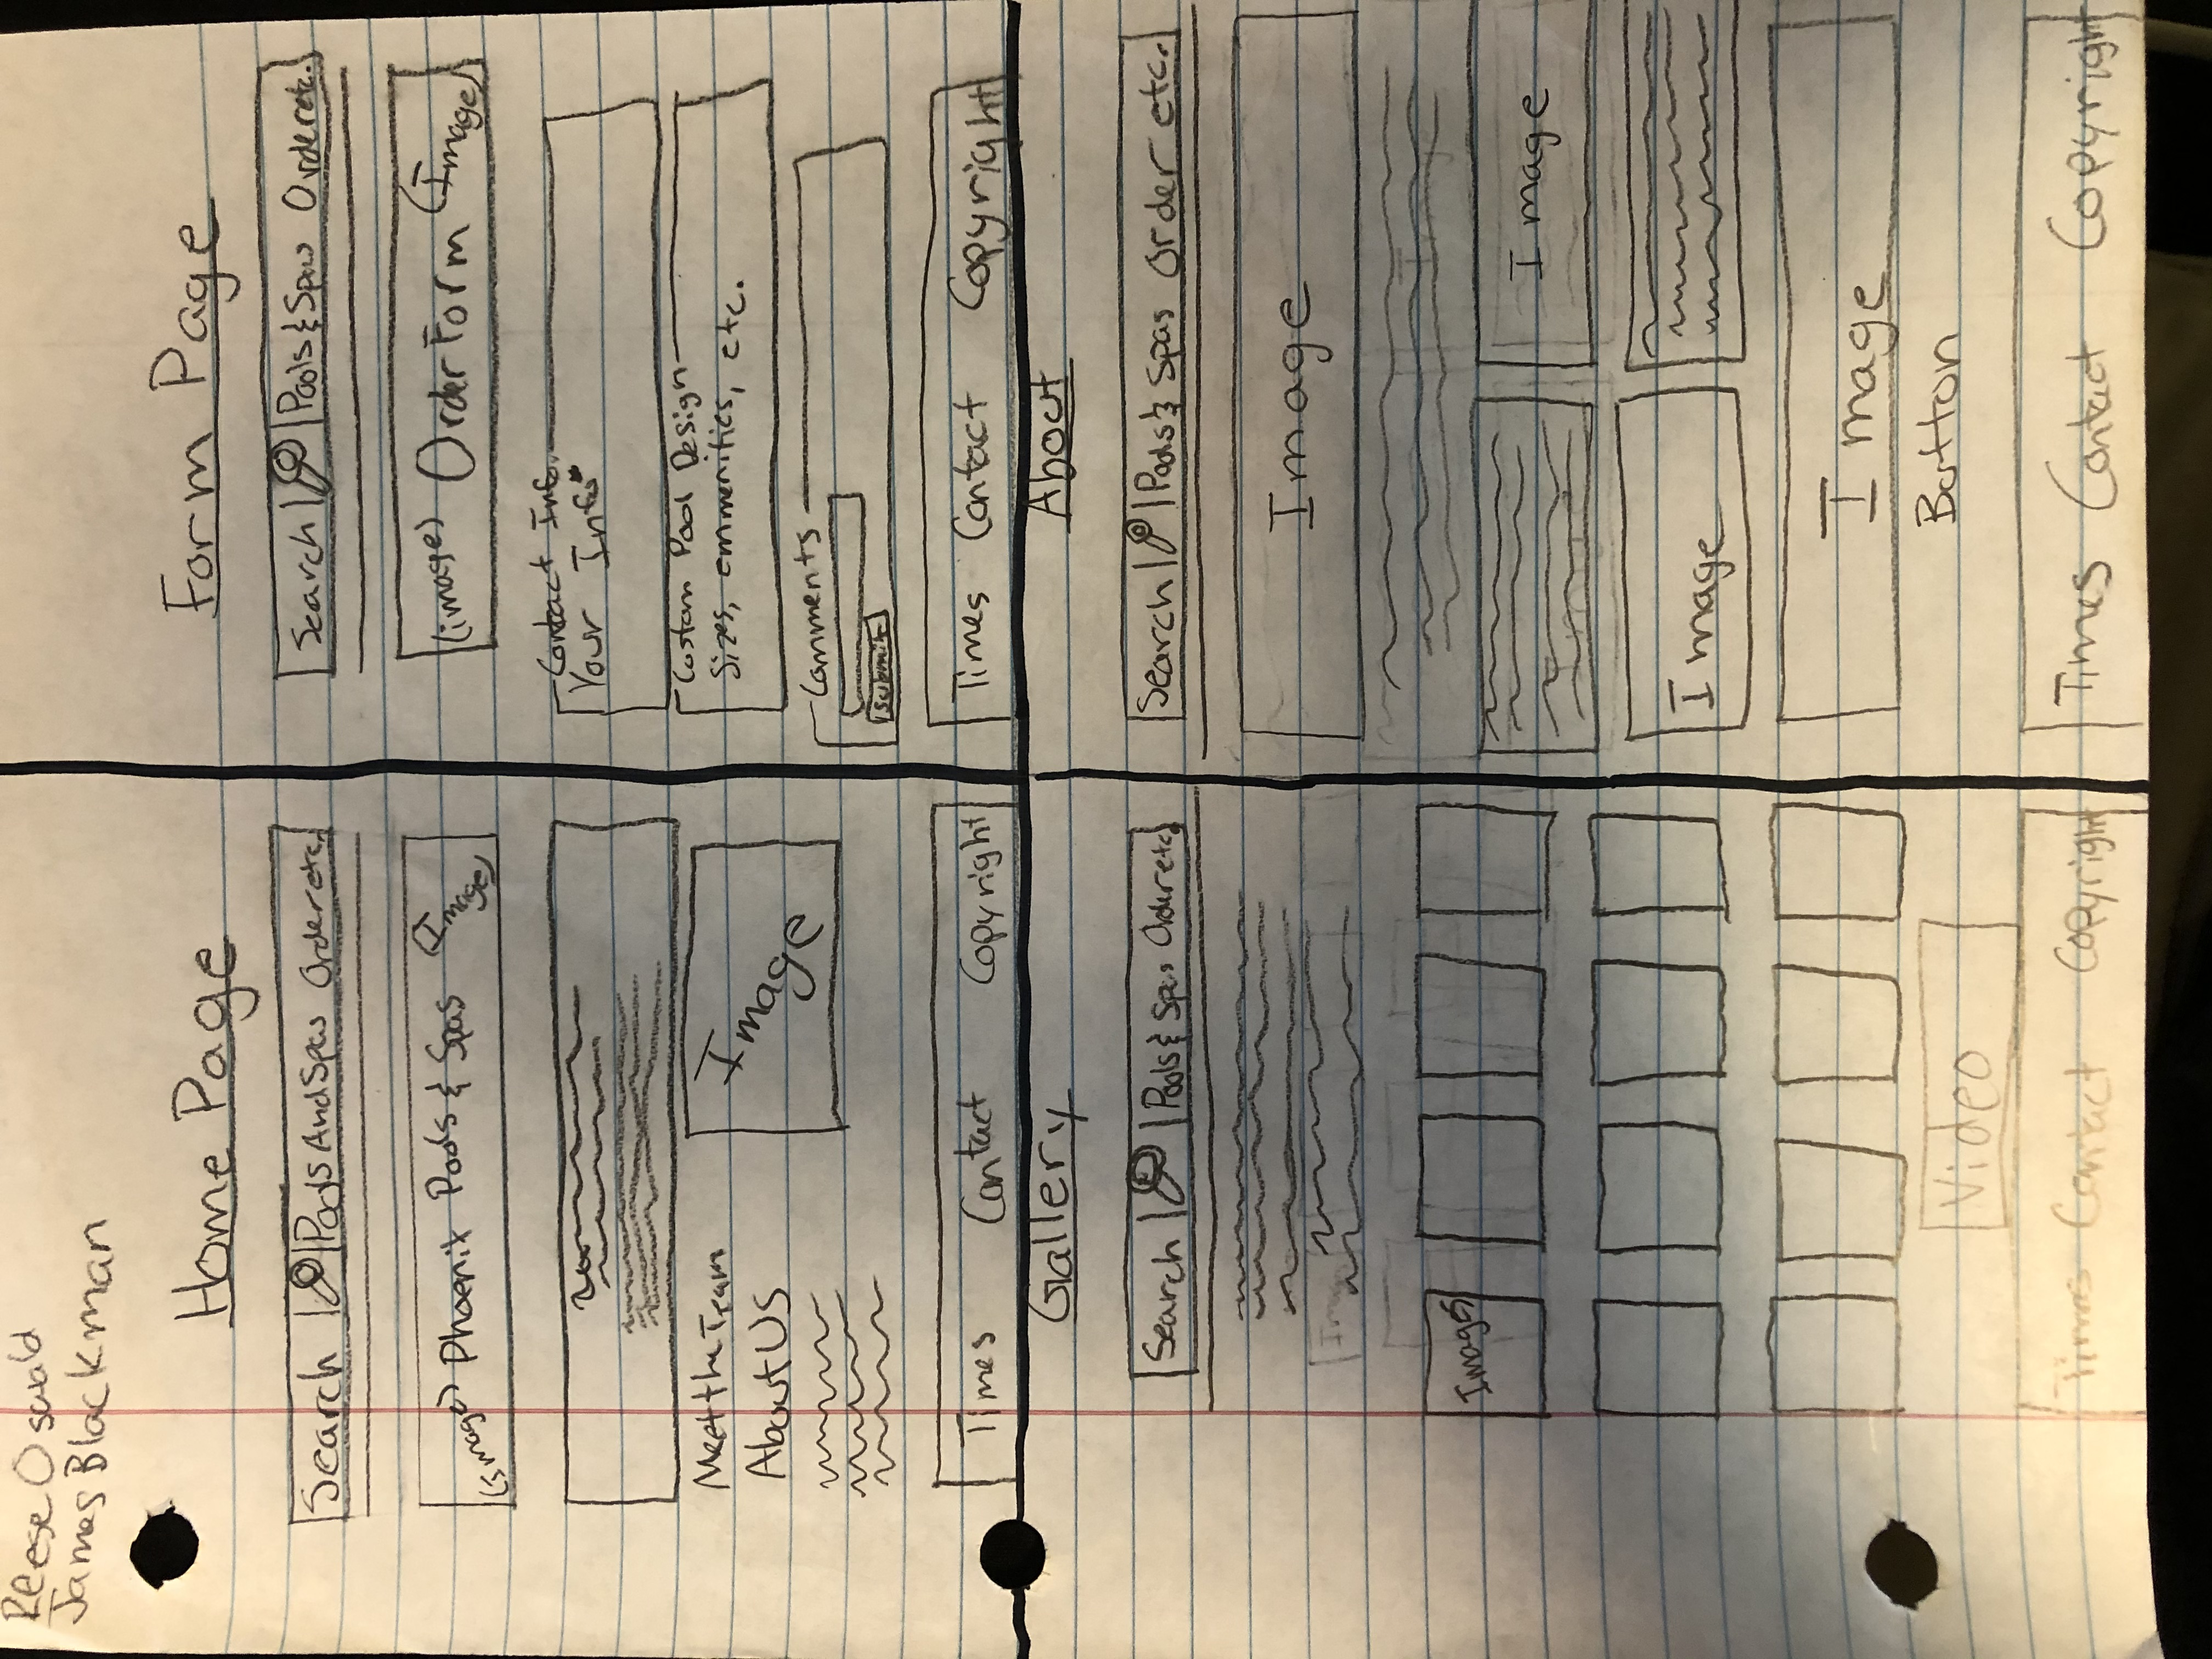 Reese Oswald
James Blackman
Home Page
Search | Pools And Spas Order etc.
(Image) Phoenix Pools & Spas (Image)
Meet the Team
About US
Image
Times Contact Copyright
Form Page
Search | Pools & Spas Order etc.
(image) Order Form (Image)
Contact Info.
Your Info
Custom Pool Design
Sizes, emmenities, etc.
Comments
Submit
Times Contact Copyright
Gallery
Search | Pools & Spas Order etc.
Images
Video
Times Contact Copyright
About
Search | Pools & Spas Order etc.
Image
Image
Image
Image
Button
Times Contact Copyright